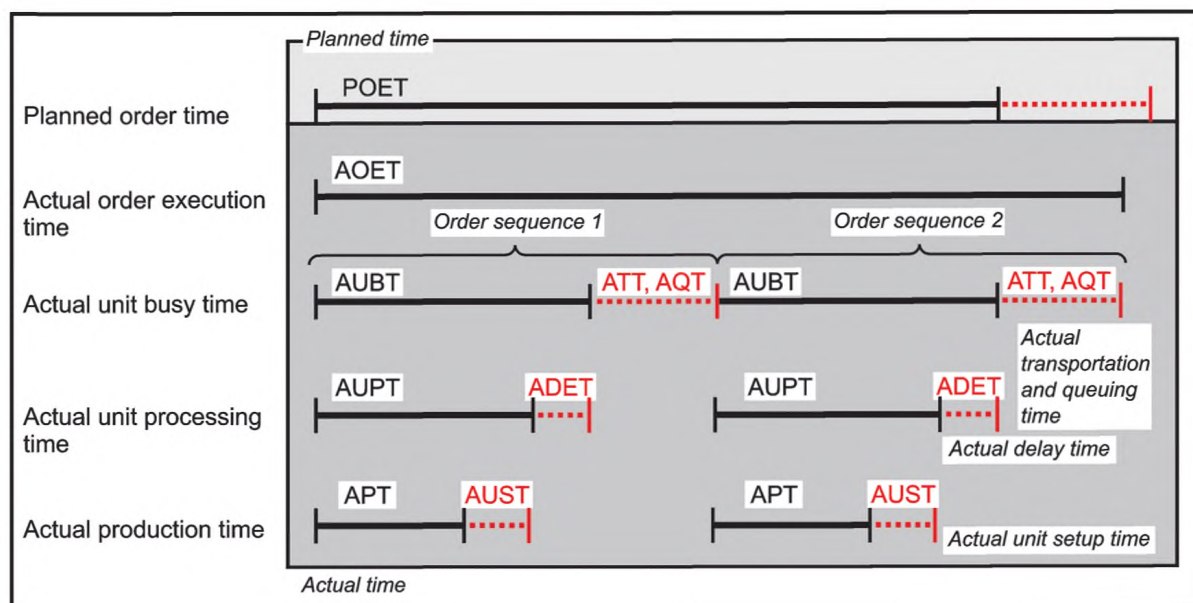 Planned time
POET
Planned order time
AOET
Actual order execution
time
Order sequence 1
Order sequence 2
AUBT
ATT, AQT
AUBT
ATT, AQT
Actual unit busy time
Actual
transportation
and queuing
time
AUPT
ADET
AUPT
ADET
Actual unit processing
time
Actual delay time
APT
AUST
APT
AUST
Actual production time
Actual unit setup time
Actual time